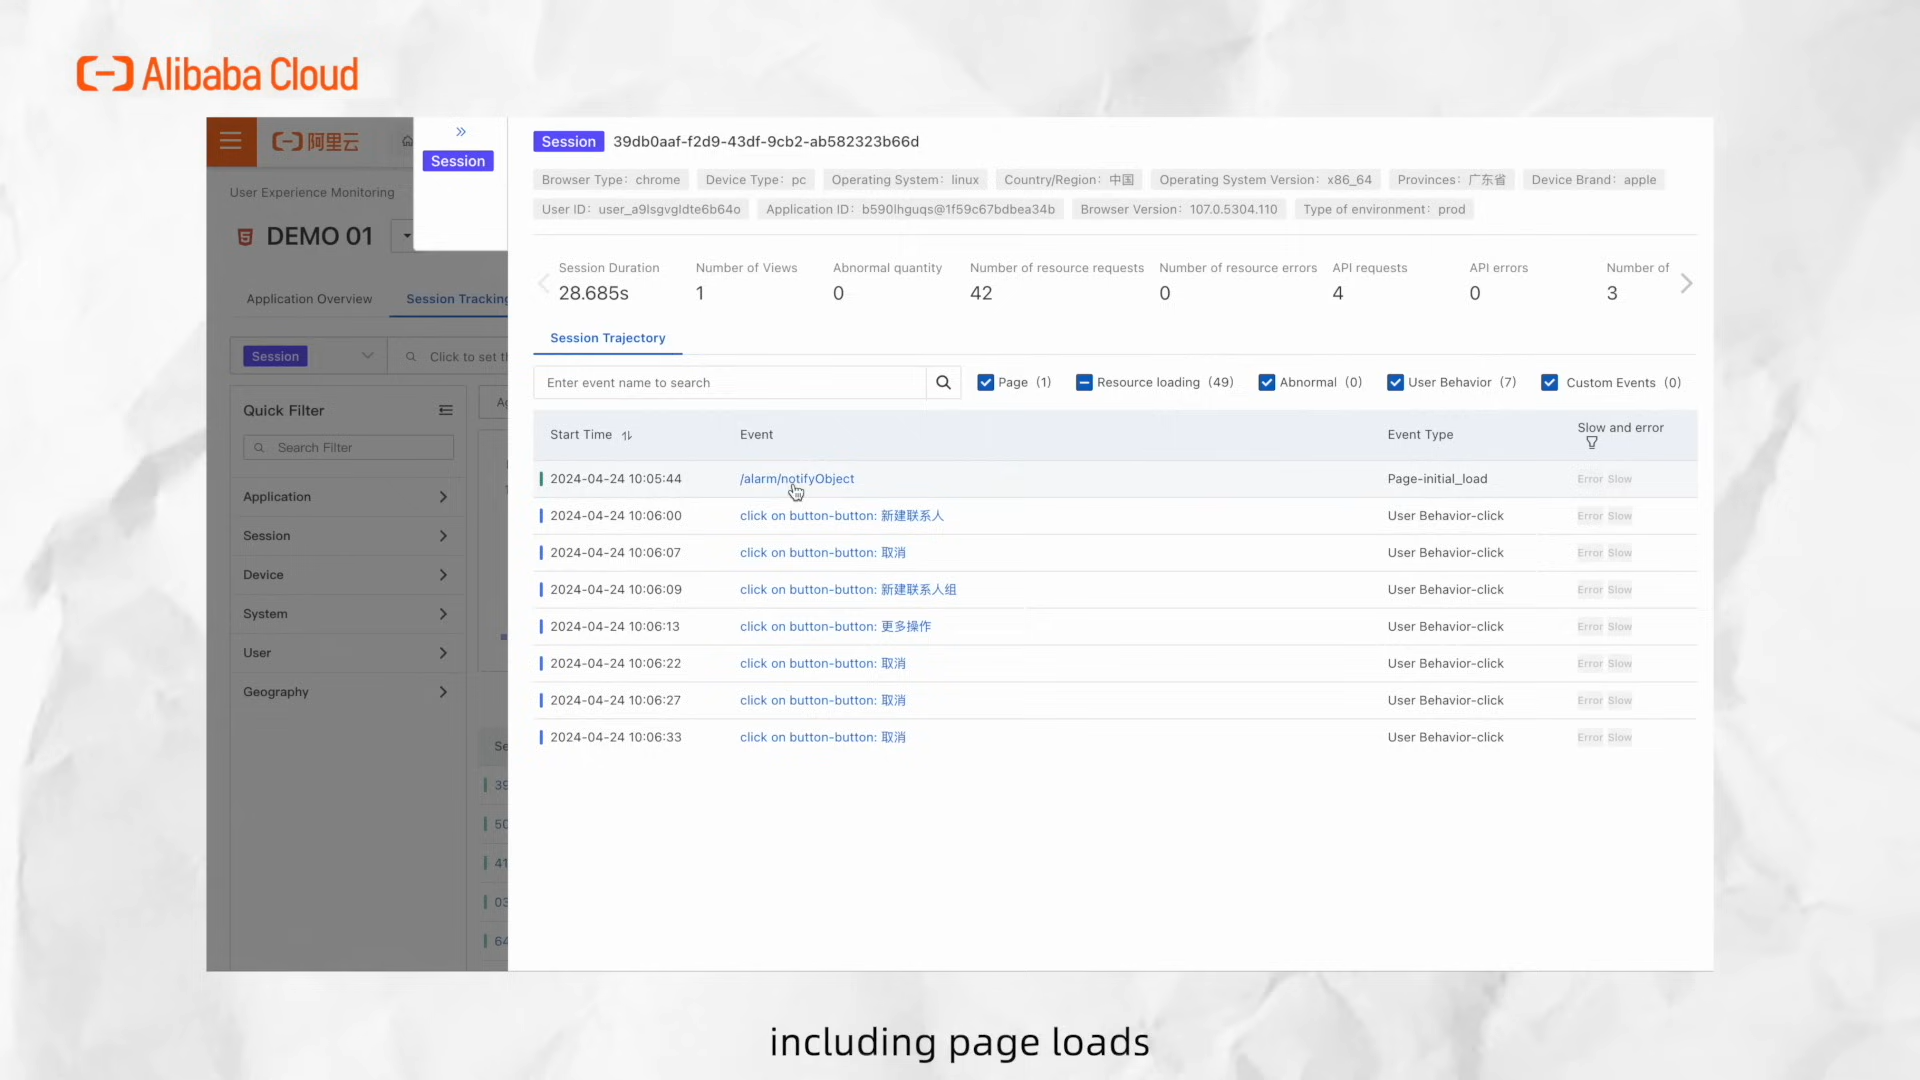 Alibaba Cloud
阿里云
Session
User Experience Monitoring
DEMO 01
Application Overview
Session Tracking
Session
Click to set th
Quick Filter
Search Filter
Application
Session
Device
System
User
Geography
Ag
Se
39
50
41
03
64
Session 39db0aaf-f2d9-43df-9cb2-ab582323b66d
Browser Type: chrome Device Type: pc Operating System: linux Country/Region: 中国 Operating System Version: x86_64 Provinces: 广东省 Device Brand: apple
User ID: user_a9lsgvgldte6b64o Application ID: b590lhguqs@1f59c67bdbea34b Browser Version: 107.0.5304.110 Type of environment: prod
Session Duration Number of Views Abnormal quantity Number of resource requests Number of resource errors API requests API errors Number of
28.685s 1 0 42 0 4 0 3
Session Trajectory
Enter event name to search Page (1) Resource loading (49) Abnormal (0) User Behavior (7) Custom Events (0)
Start Time Event Event Type Slow and error
2024-04-24 10:05:44 /alarm/notifyObject Page-initial_load Error Slow
2024-04-24 10:06:00 click on button-button: 新建联系人 User Behavior-click Error Slow
2024-04-24 10:06:07 click on button-button: 取消 User Behavior-click Error Slow
2024-04-24 10:06:09 click on button-button: 新建联系人组 User Behavior-click Error Slow
2024-04-24 10:06:13 click on button-button: 更多操作 User Behavior-click Error Slow
2024-04-24 10:06:22 click on button-button: 取消 User Behavior-click Error Slow
2024-04-24 10:06:27 click on button-button: 取消 User Behavior-click Error Slow
2024-04-24 10:06:33 click on button-button: 取消 User Behavior-click Error Slow
including page loads